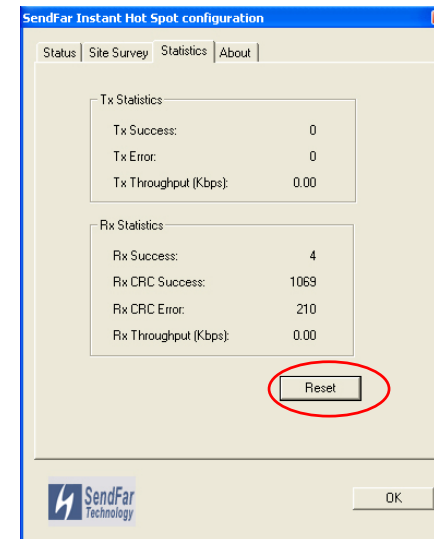 SendFar Instant Hot Spot configuration
Status Site Survey Statistics About
Tx Statistics
Tx Success: 0
Tx Error: 0
Tx Throughput (Kbps): 0.00
Rx Statistics
Rx Success: 4
Rx CRC Success: 1069
Rx CRC Error: 210
Rx Throughput (Kbps): 0.00
Reset
SendFar
Technology
OK